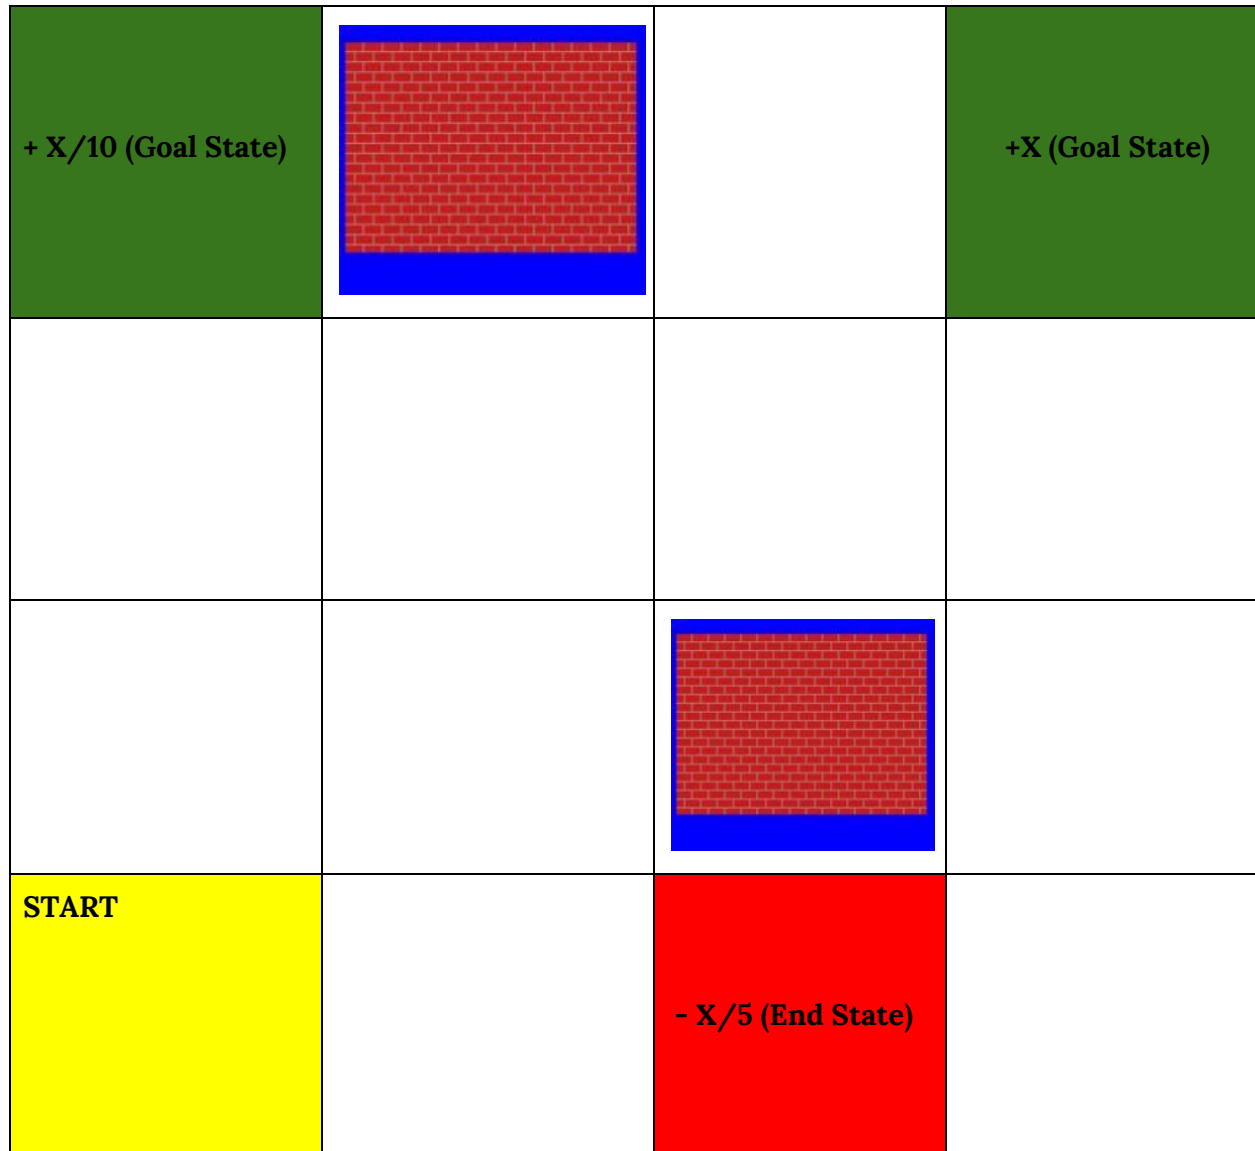 + X/10 (Goal State)
+X (Goal State)
START
- X/5 (End State)